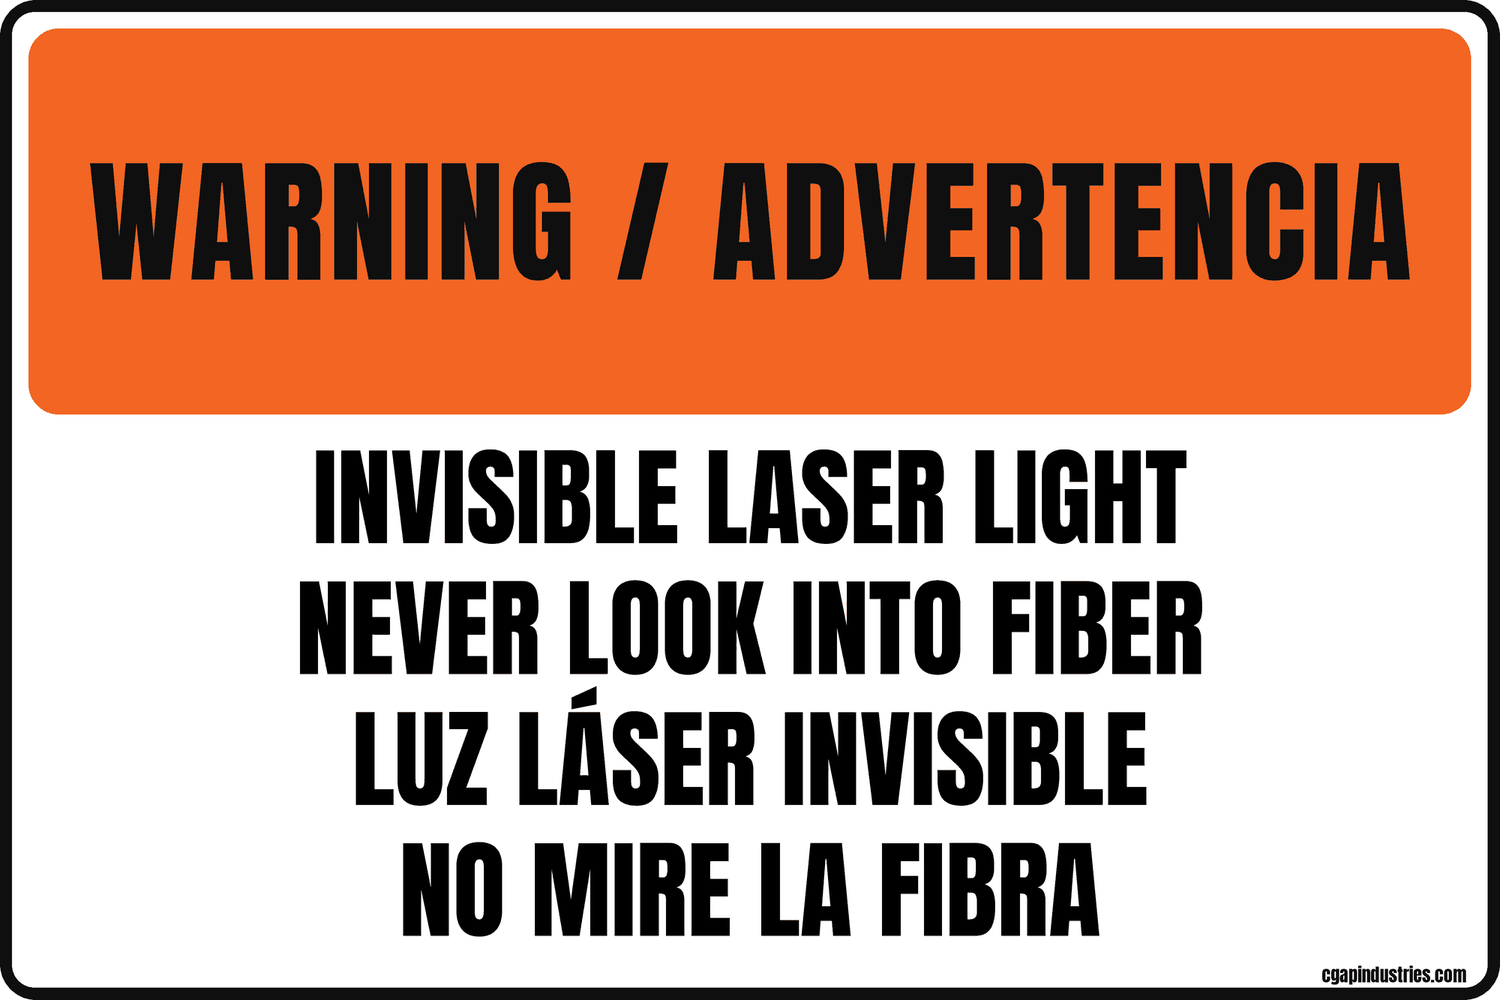 WARNING / ADVERTENCIA
INVISIBLE LASER LIGHT
NEVER LOOK INTO FIBER
LUZ LÁSER INVISIBLE
NO MIRE LA FIBRA
cgapindustries.com